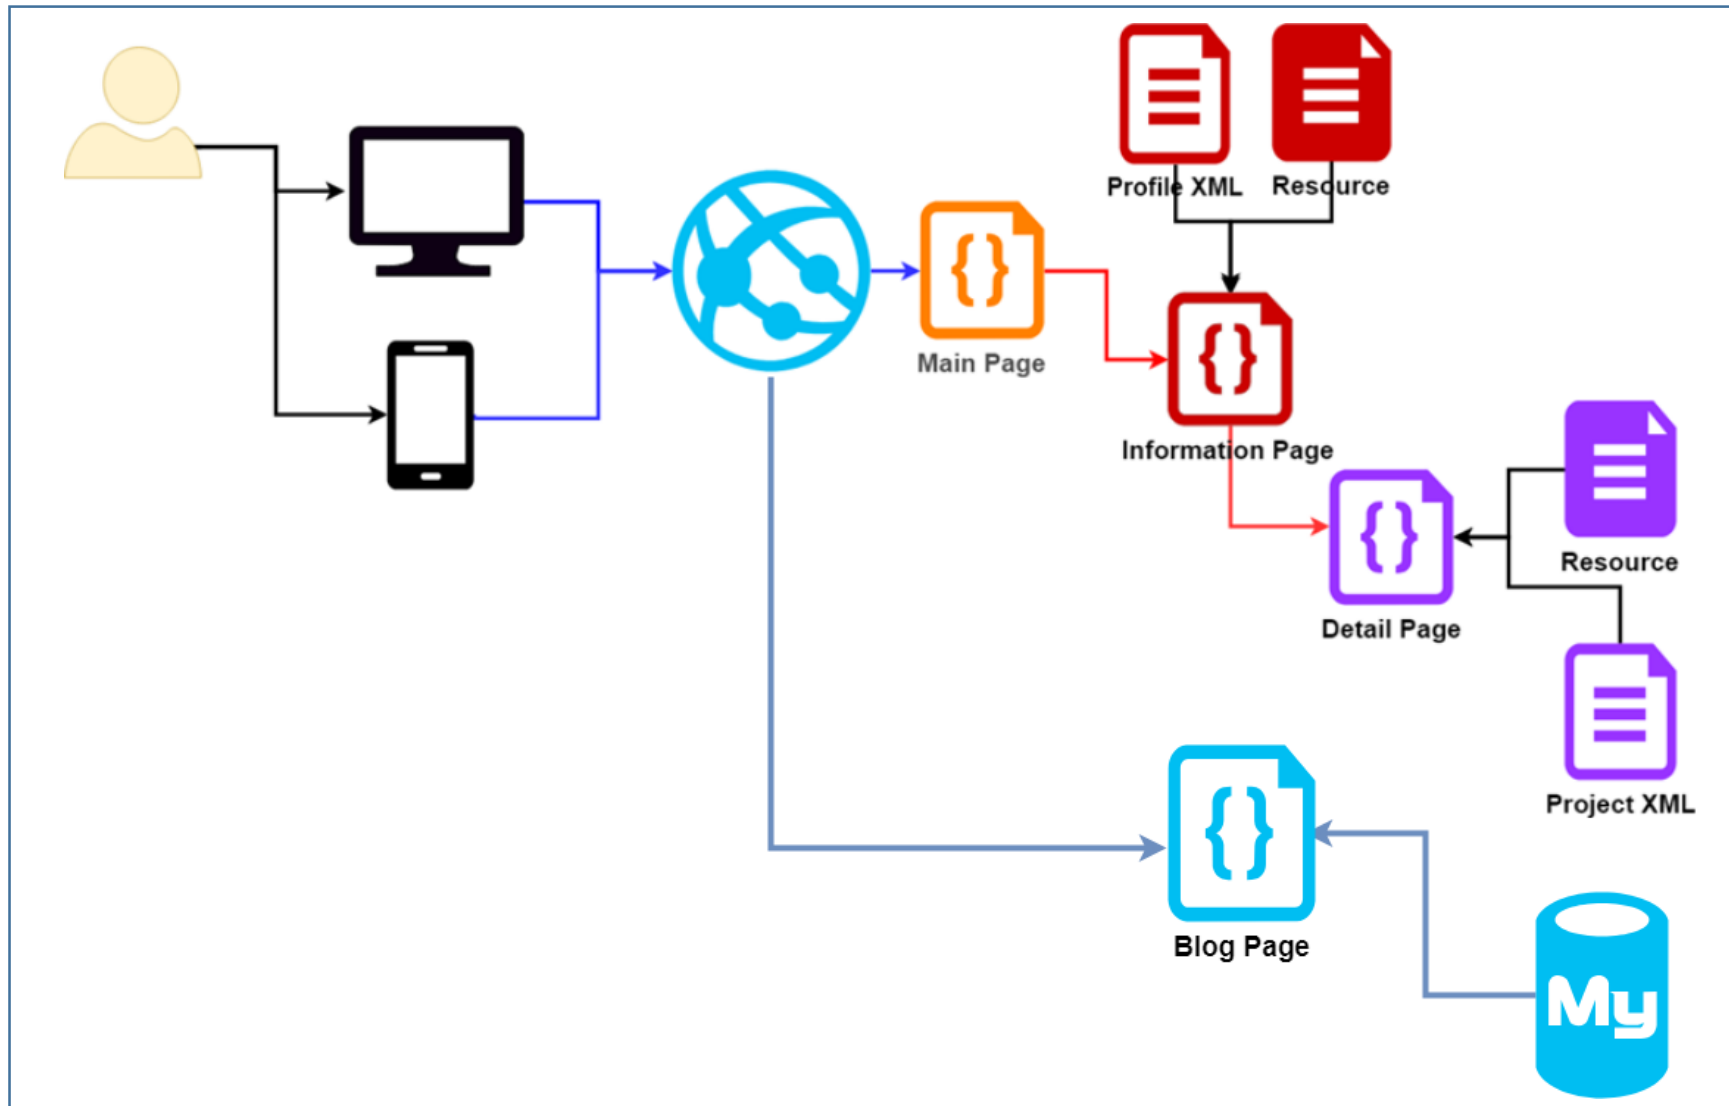 Profile XML
Resource
Main Page
Information Page
Resource
Detail Page
Project XML
Blog Page
My